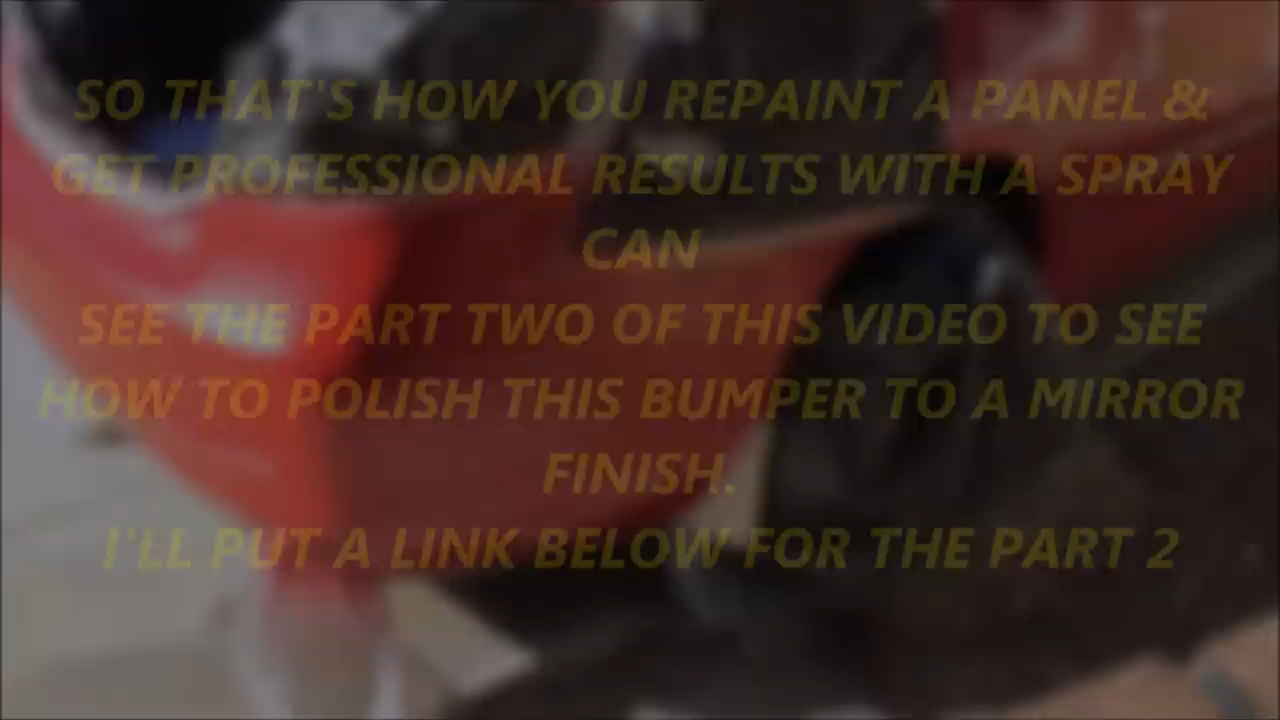 SO THAT'S HOW YOU REPAINT A PANEL &
GET PROFESSIONAL RESULTS WITH A SPRAY
CAN
SEE THE PART TWO OF THIS VIDEO TO SEE
HOW TO POLISH THIS BUMPER TO A MIRROR
FINISH.
I'LL PUT A LINK BELOW FOR THE PART 2